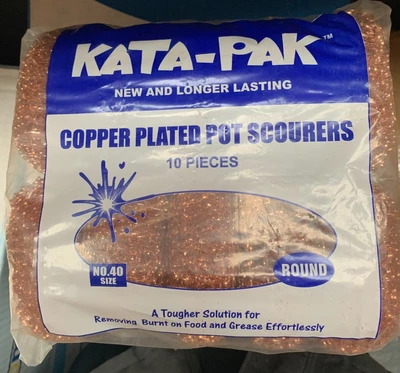 KATA-PAK™
NEW AND LONGER LASTING
COPPER PLATED POT SCOURERS
10 PIECES
NO.40
SIZE
ROUND
A Tougher Solution for
Removing Burnt on Food and Grease Effortlessly